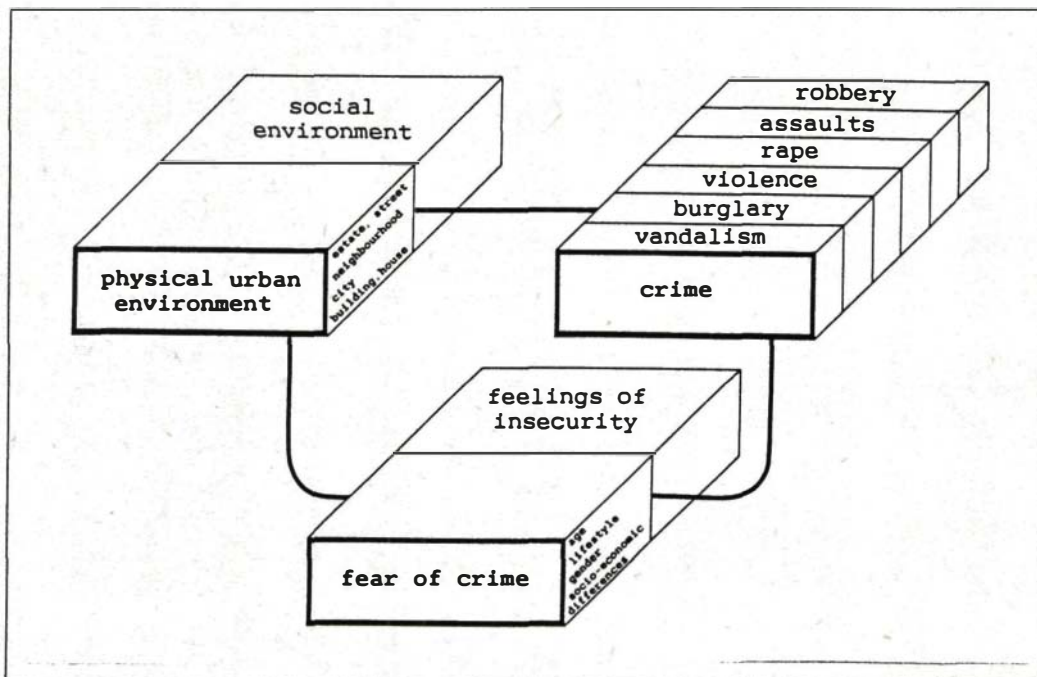 social
environment
estate, street
neighbourhood
city
building, house
physical urban
environment
robbery
assaults
rape
violence
burglary
vandalism
crime
feelings of
insecurity
age
lifestyle
gender
socio-economic
differences
fear of crime